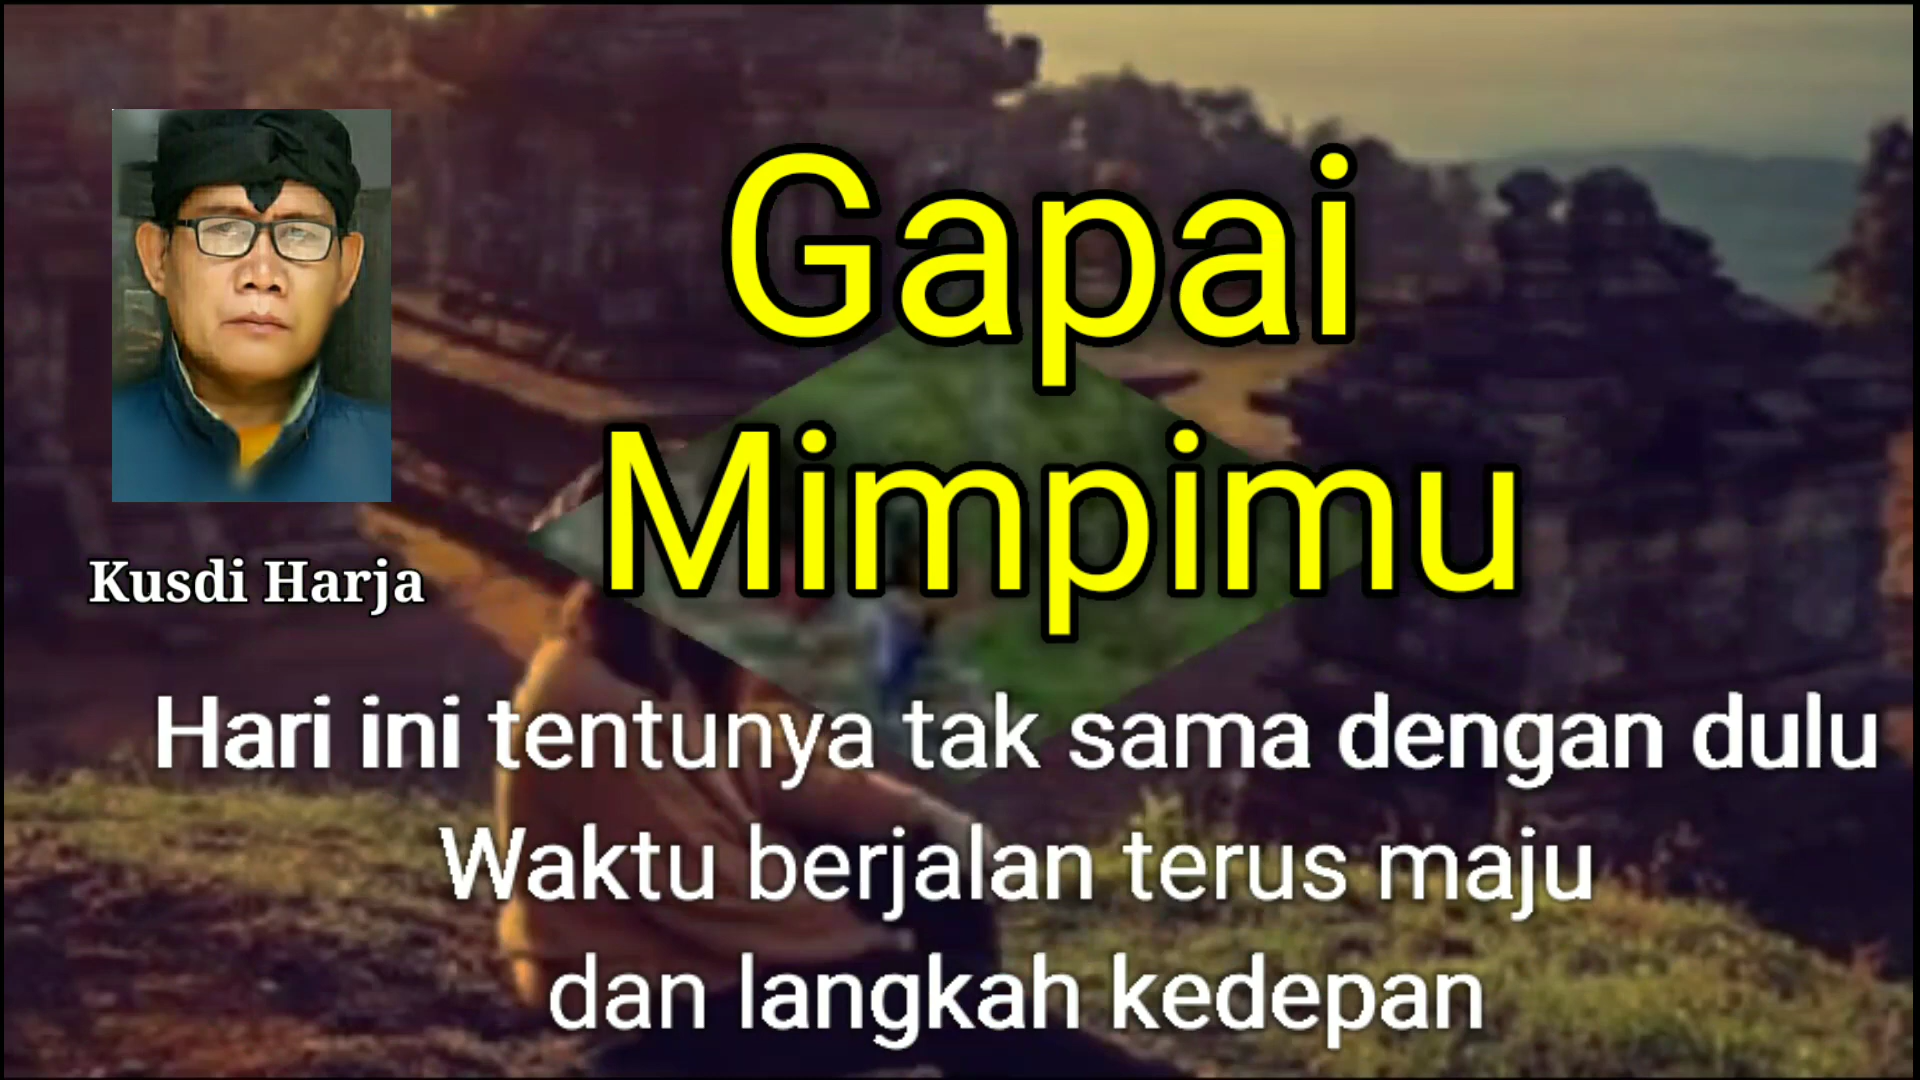 Gapai
Mimpimu
Kusdi Harja
Hari ini tentunya tak sama dengan dulu
Waktu berjalan terus maju
dan langkah kedepan